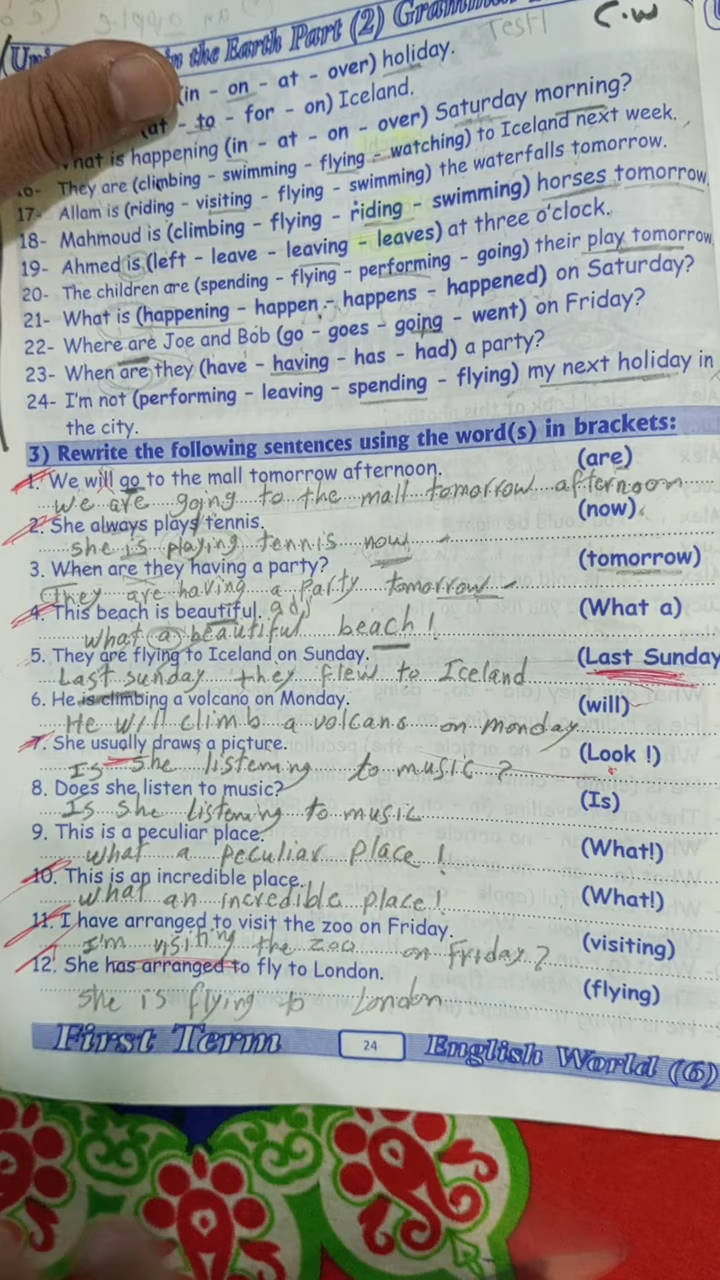 in the Earth Part (2)
Test1
C.w
(in - on - at - over) holiday.
(at - to - for - on) Iceland.
What is happening (in - at - on - over) Saturday morning?
16- They are (climbing - swimming - flying - watching) to Iceland next week.
17- Allam is (riding - visiting - flying - swimming) the waterfalls tomorrow.
18- Mahmoud is (climbing - flying - riding - swimming) horses tomorrow.
19- Ahmed is (left - leave - leaving - leaves) at three o'clock.
20- The children are (spending - flying - performing - going) their play tomorrow
21- What is (happening - happen - happens - happened) on Saturday?
22- Where are Joe and Bob (go - goes - going - went) on Friday?
23- When are they (have - having - has - had) a party?
24- I'm not (performing - leaving - spending - flying) my next holiday in
the city.
3) Rewrite the following sentences using the word(s) in brackets:
1. We will go to the mall tomorrow afternoon. (are)
We are going to the mall tomorrow afternoon
2. She always plays tennis. (now)
she is playing tennis now
3. When are they having a party? (tomorrow)
They are having a party tomorrow
4. This beach is beautiful. adj (What a)
what a beautiful beach!
5. They are flying to Iceland on Sunday. (Last Sunday
Last sunday they flew to Iceland
6. He is climbing a volcano on Monday. (will)
He will climb a volcans on monday
7. She usually draws a picture. (Look !)
Is she listening to music?
8. Does she listen to music? (Is)
Is she listening to music
9. This is a peculiar place. (What!)
what a peculiar place!
10. This is an incredible place. (What!)
what an incredible place!
11. I have arranged to visit the zoo on Friday. (visiting)
I'm visiting the zoo on Friday?
12. She has arranged to fly to London. (flying)
she is flying to London
First Term 24 English World (6)